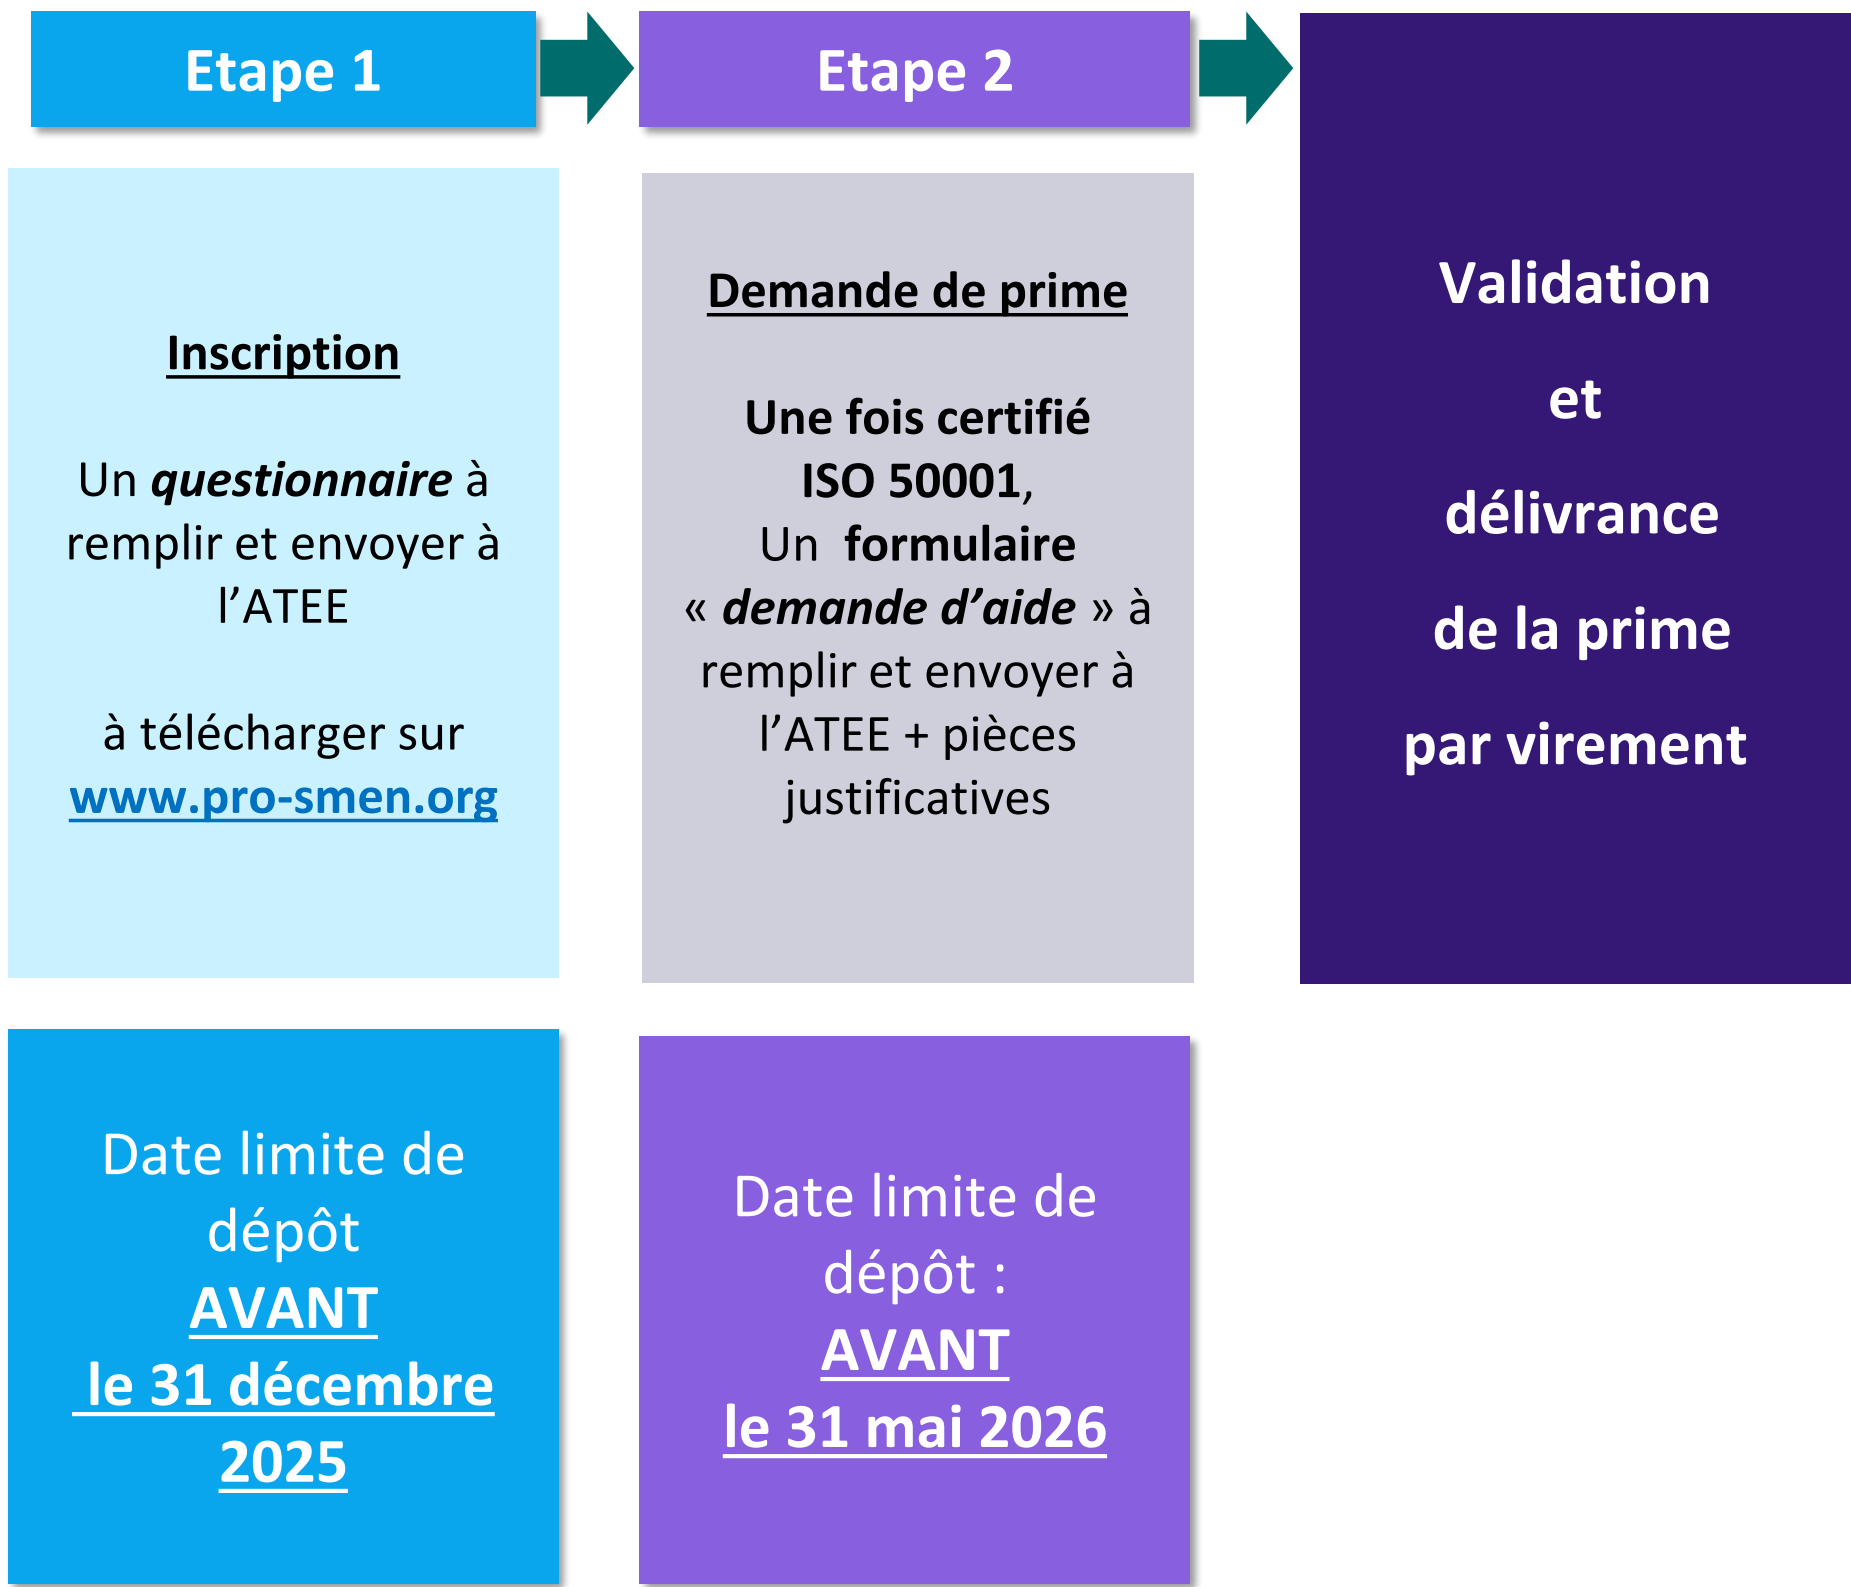 Etape 1
Inscription
Un questionnaire à
remplir et envoyer à
l’ATEE
à télécharger sur
www.pro-smen.org
Date limite de
dépôt
AVANT
le 31 décembre
2025
Etape 2
Demande de prime
Une fois certifié
ISO 50001,
Un formulaire
« demande d’aide » à
remplir et envoyer à
l’ATEE + pièces
justificatives
Date limite de
dépôt :
AVANT
le 31 mai 2026
Validation
et
délivrance
de la prime
par virement